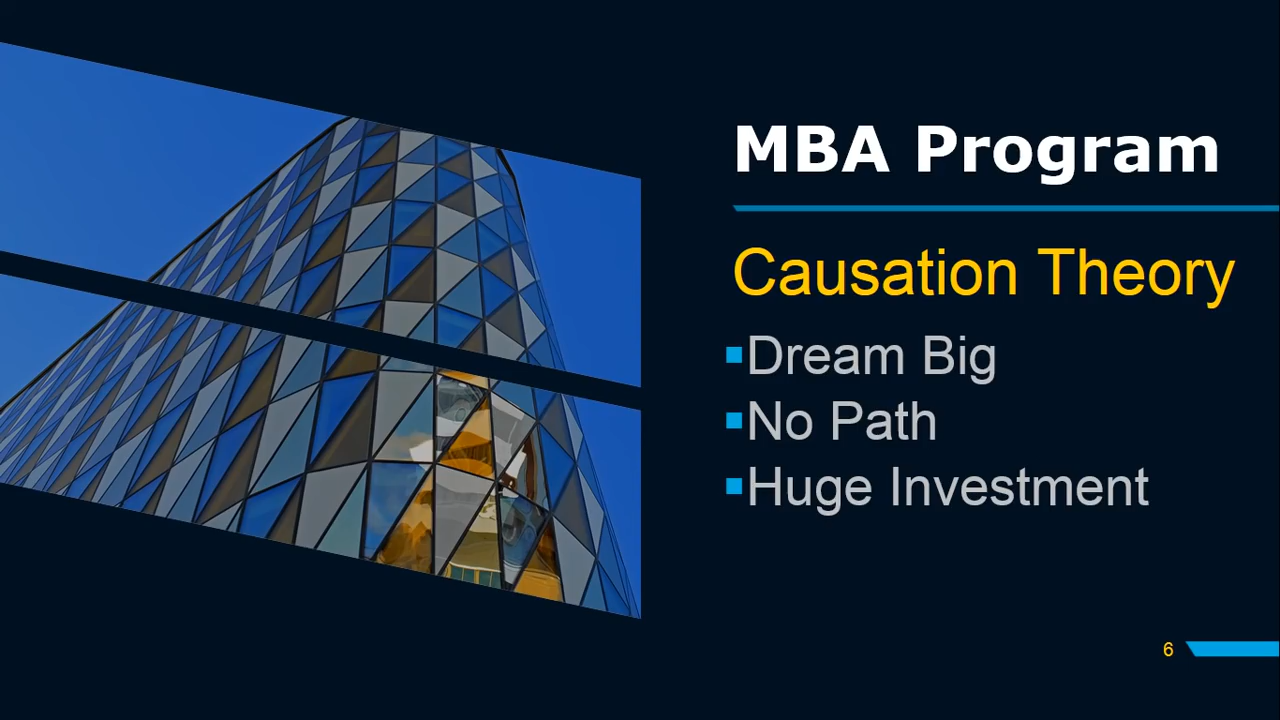 MBA Program
Causation Theory
Dream Big
No Path
Huge Investment
6